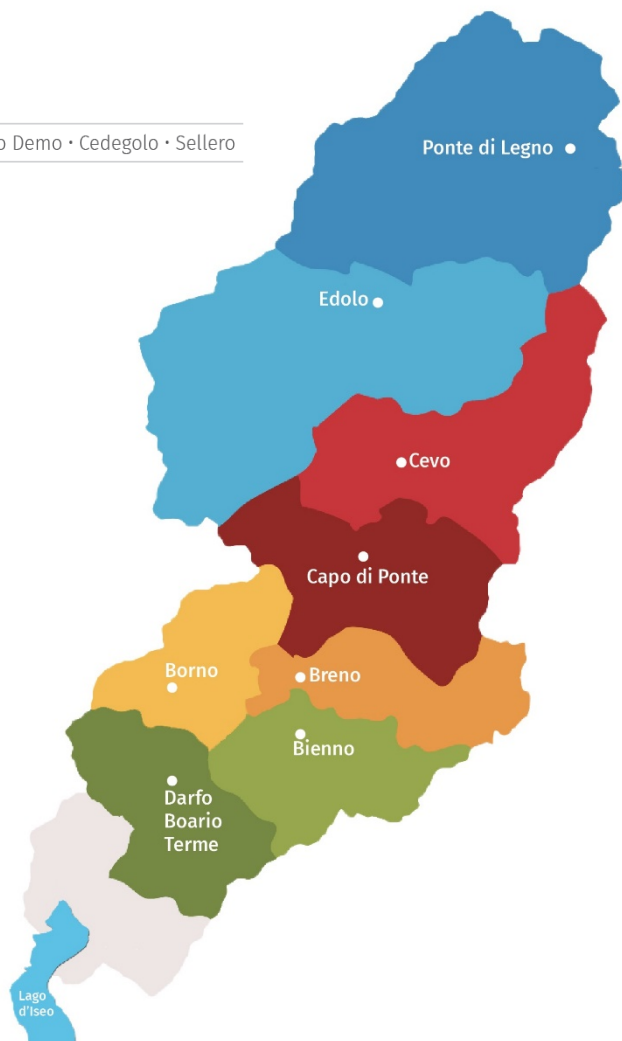 Demo • Cedegolo • Sellero
Ponte di Legno
Edolo
Cevo
Capo di Ponte
Borno
Breno
Bienno
Darfo
Boario
Terme
Lago
d'Iseo